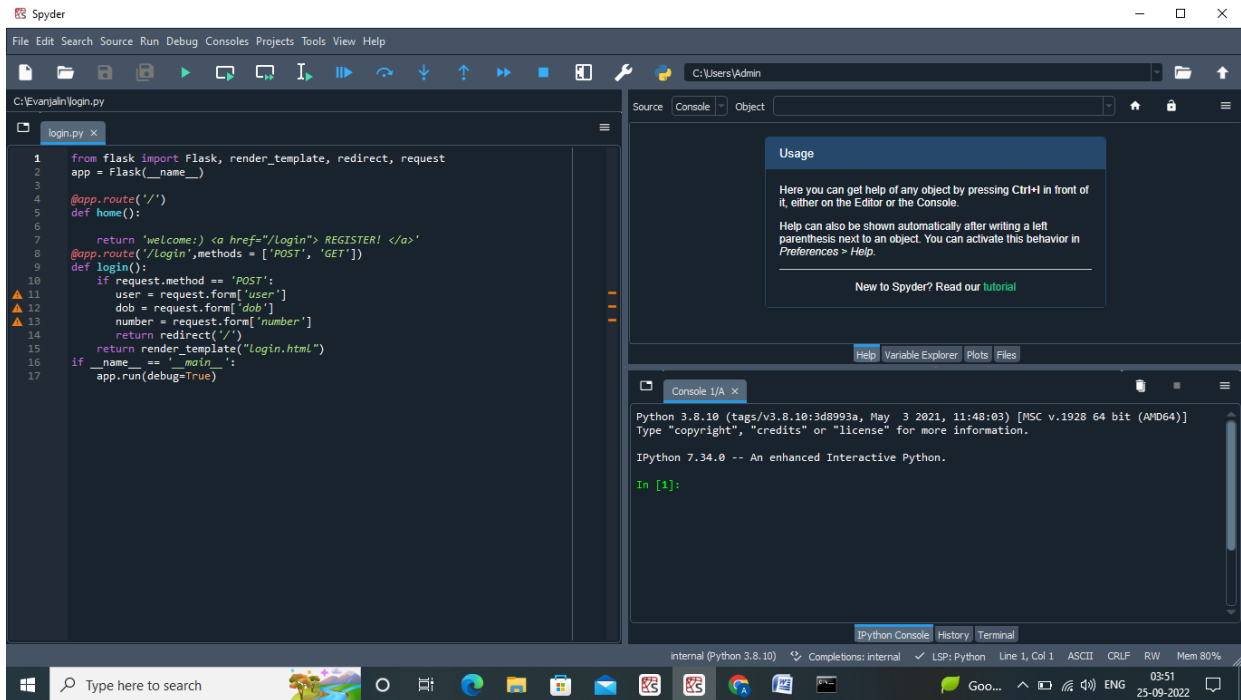 Spyder
File Edit Search Source Run Debug Consoles Projects Tools View Help
C:\Users\Admin
C:\Evanjalin\login.py
login.py
1 from flask import Flask, render_template, redirect, request
2 app = Flask(__name__)
3
4 @app.route('/')
5 def home():
6
7 return 'welcome:) <a href="/login"> REGISTER! </a>'
8 @app.route('/login',methods = ['POST', 'GET'])
9 def login():
10 if request.method == 'POST':
11 user = request.form['user']
12 dob = request.form['dob']
13 number = request.form['number']
14 return redirect('/')
15 return render_template("login.html")
16 if __name__ == '__main__':
17 app.run(debug=True)
Source Console Object
Usage
Here you can get help of any object by pressing Ctrl+I in front of
it, either on the Editor or the Console.
Help can also be shown automatically after writing a left
parenthesis next to an object. You can activate this behavior in
Preferences > Help.
New to Spyder? Read our tutorial
Help Variable Explorer Plots Files
Console 1/A
Python 3.8.10 (tags/v3.8.10:3d8993a, May  3 2021, 11:48:03) [MSC v.1928 64 bit (AMD64)]
Type "copyright", "credits" or "license" for more information.
IPython 7.34.0 -- An enhanced Interactive Python.
In [1]:
IPython Console History Terminal
internal (Python 3.8.10) Completions: internal LSP: Python Line 1, Col 1 ASCII CRLF RW Mem 80%
Type here to search
Goo... ENG
03:51
25-09-2022